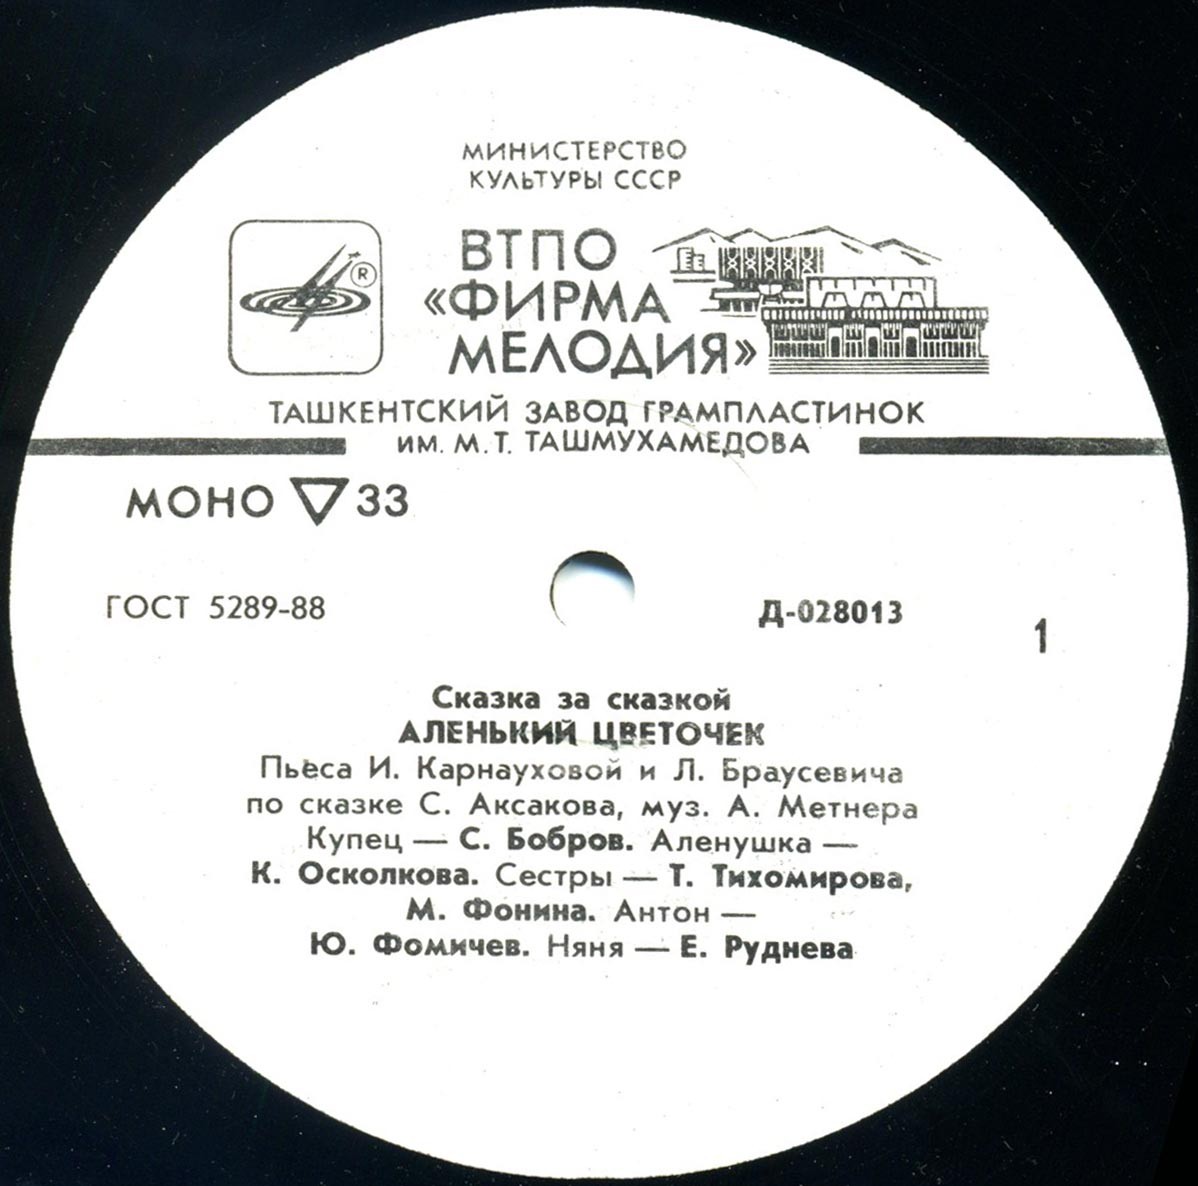 МИНИСТЕРСТВО
КУЛЬТУРЫ СССР
ВТПО
«ФИРМА
МЕЛОДИЯ»
®
ТАШКЕНТСКИЙ ЗАВОД ГРАМПЛАСТИНОК
ИМ. М.Т. ТАШМУХАМЕДОВА
МОНО 33
ГОСТ 5289-88
Д-028013
1
Сказка за сказкой
АЛЕНЬКИЙ ЦВЕТОЧЕК
Пьеса И. Карнауховой и Л. Браусевича
по сказке С. Аксакова, муз. А. Метнера
Купец — С. Бобров. Аленушка —
К. Осколкова. Сестры — Т. Тихомирова,
М. Фонина. Антон —
Ю. Фомичев. Няня — Е. Руднева